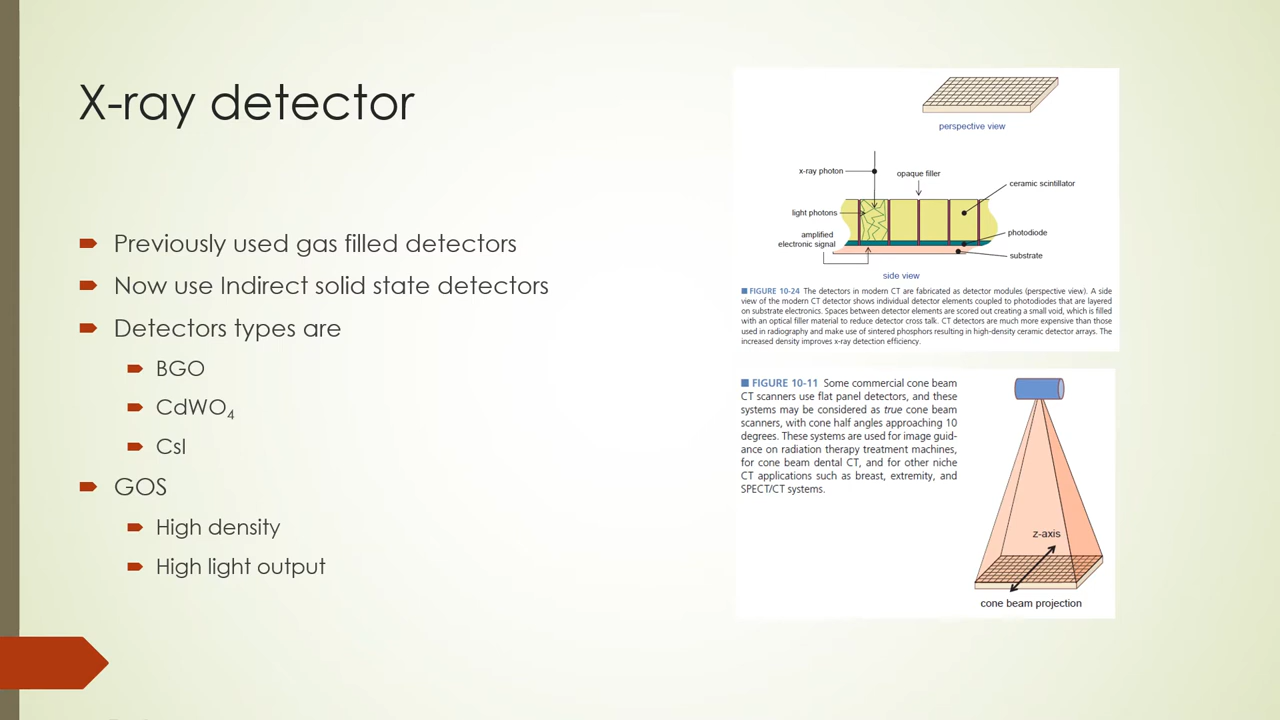 X-ray detector
Previously used gas filled detectors
Now use Indirect solid state detectors
Detectors types are
BGO
CdWO₄
CsI
GOS
High density
High light output
perspective view
x-ray photon
opaque filler
ceramic scintillator
light photons
amplified
electronic signal
photodiode
substrate
side view
■ FIGURE 10-24 The detectors in modern CT are fabricated as detector modules (perspective view). A side
view of the modern CT detector shows individual detector elements coupled to photodiodes that are layered
on substrate electronics. Spaces between detector elements are scored out creating a small void, which is filled
with an optical filler material to reduce detector cross talk. CT detectors are much more expensive than those
used in radiography and make use of sintered phosphors resulting in high-density ceramic detector arrays. The
increased density improves x-ray detection efficiency.
■ FIGURE 10-11 Some commercial cone beam
CT scanners use flat panel detectors, and these
systems may be considered as true cone beam
scanners, with cone half angles approaching 10
degrees. These systems are used for image guid-
ance on radiation therapy treatment machines,
for cone beam dental CT, and for other niche
CT applications such as breast, extremity, and
SPECT/CT systems.
z-axis
cone beam projection